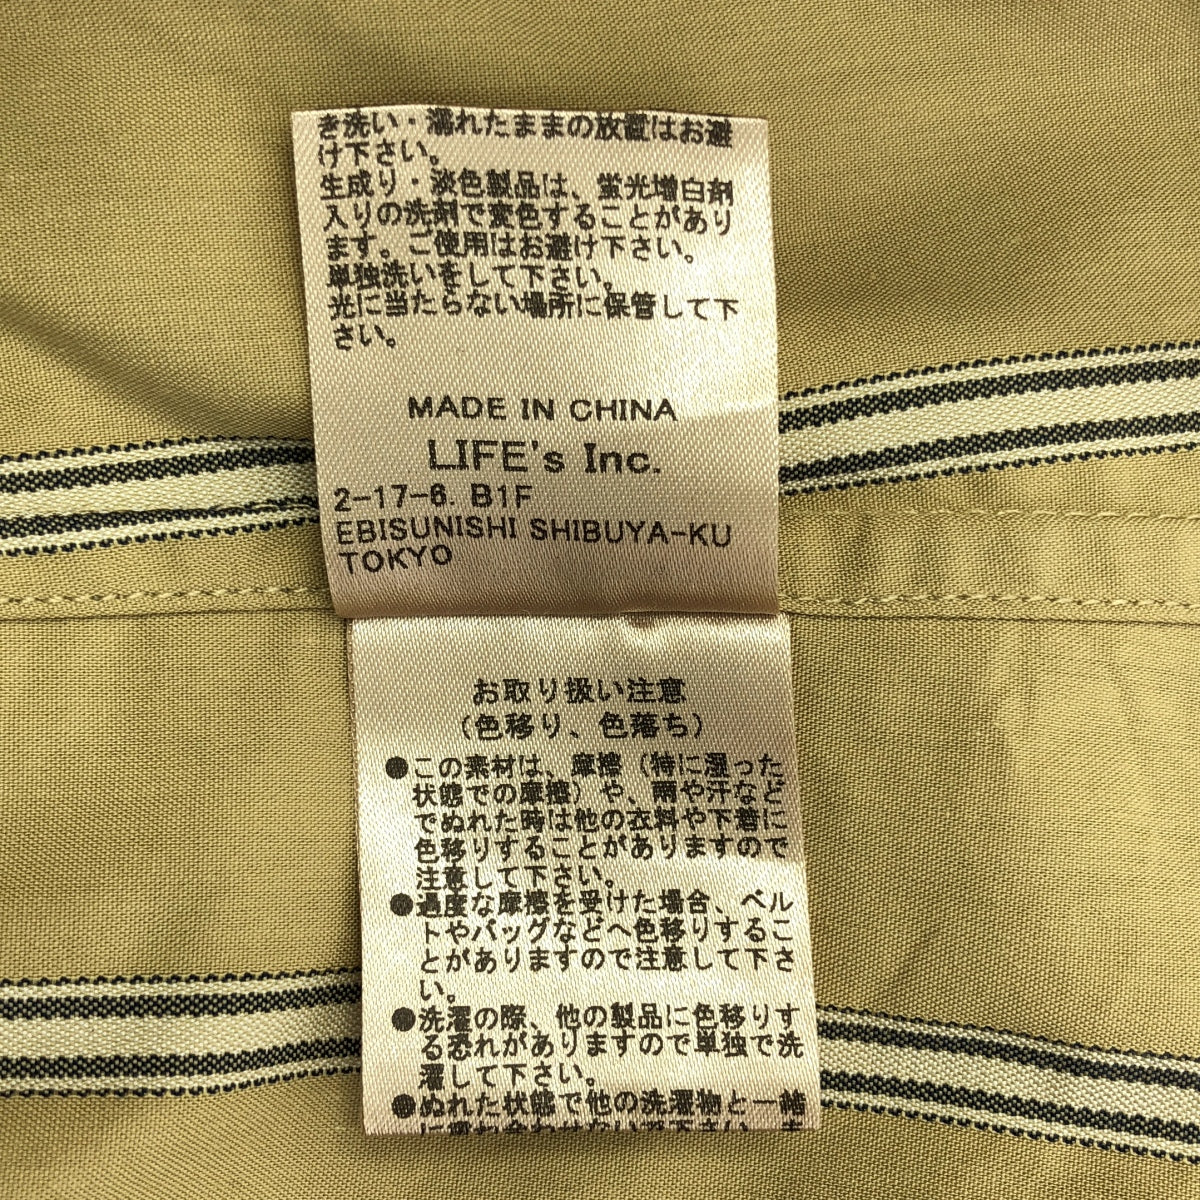 き洗い・濡れたままの放置はお避
け下さい。
生成り・淡色製品は、蛍光増白剤
入りの洗剤で変色することがあり
ます。ご使用はお避け下さい。
単独洗いをして下さい。
光に当たらない場所に保管して下
さい。
MADE IN CHINA
LIFE's Inc.
2-17-6. B1F
EBISUNISHI SHIBUYA-KU
TOKYO
お取り扱い注意
(色移り、色落ち)
●この素材は、摩擦(特に湿った
状態での摩擦)や、雨や汗など
でぬれた時は他の衣料や下着に
色移りすることがありますので
注意して下さい。
●過度な摩擦を受けた場合、ベル
トやバッグなどへ色移りするこ
とがありますので注意して下さ
い。
●洗濯の際、他の製品に色移りす
る恐れがありますので単独で洗
濯して下さい。
●ぬれた状態で他の洗濯物と一緒